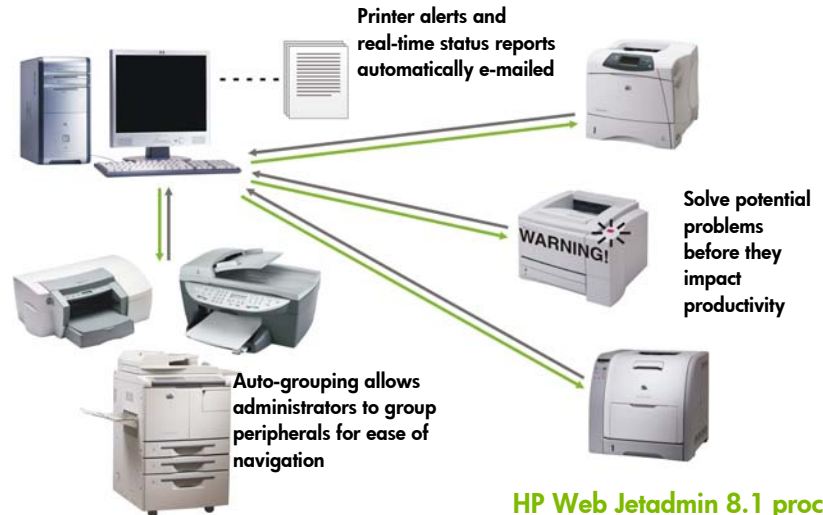 Printer alerts and
real-time status reports
automatically e-mailed
WARNING!
Solve potential
problems
before they
impact
productivity
Auto-grouping allows
administrators to group
peripherals for ease of
navigation
HP Web Jetadmin 8.1 proc